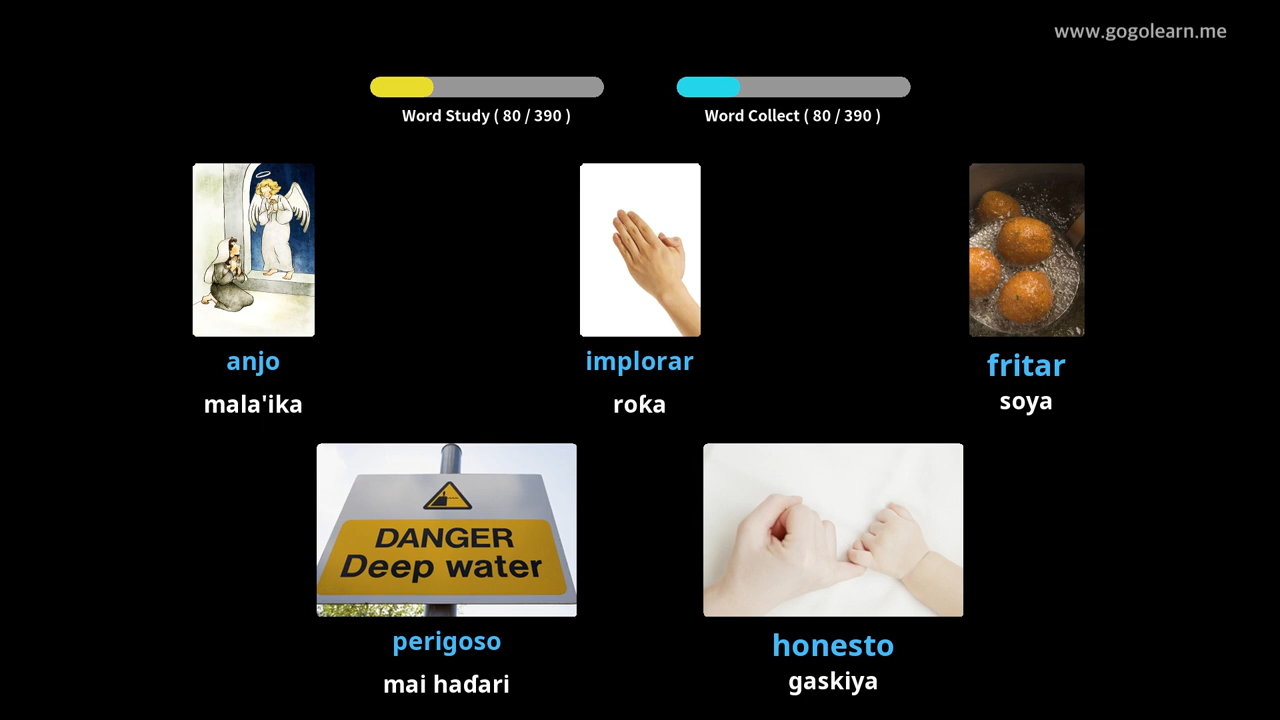 www.gogolearn.me
Word Study ( 80 / 390 )
Word Collect ( 80 / 390 )
anjo
mala'ika
implorar
roƙa
fritar
soya
DANGER
Deep water
perigoso
mai haɗari
honesto
gaskiya